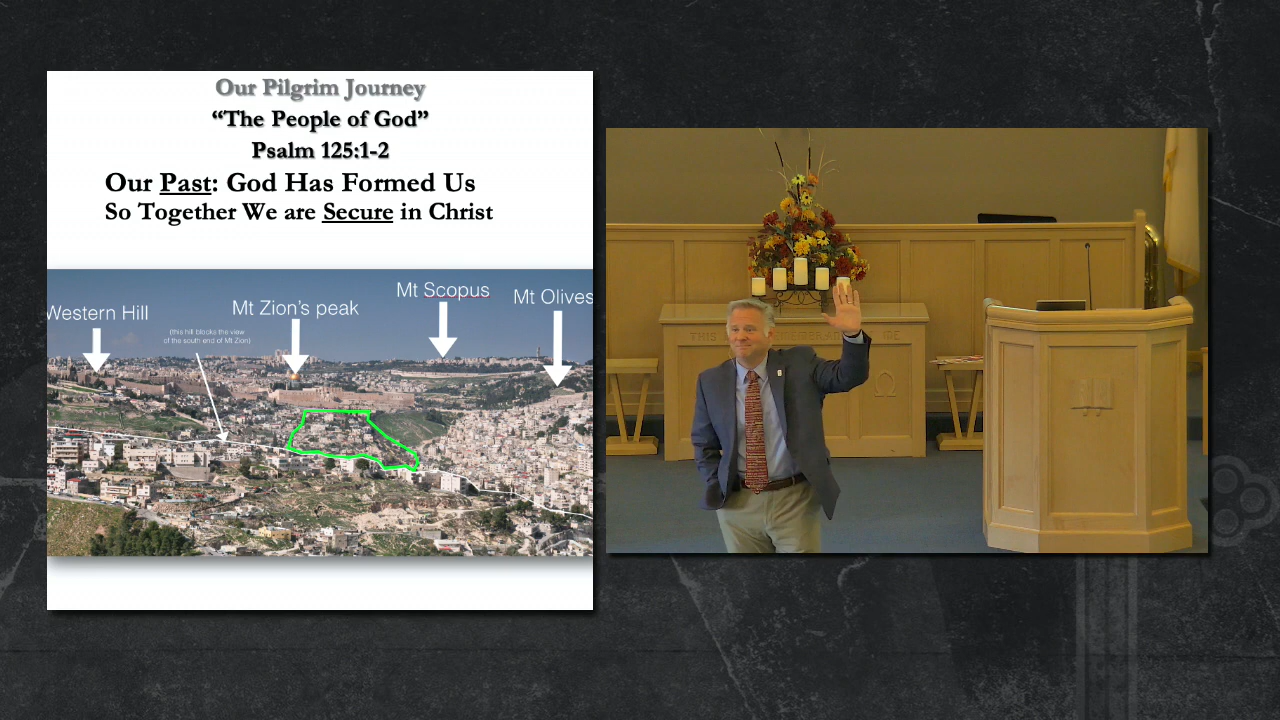 Our Pilgrim Journey
“The People of God”
Psalm 125:1-2
Our Past: God Has Formed Us
So Together We are Secure in Christ
Western Hill
Mt Zion’s peak
Mt Scopus
Mt Olives
(this hill blocks the view
of the south end of Mt Zion)
THIS